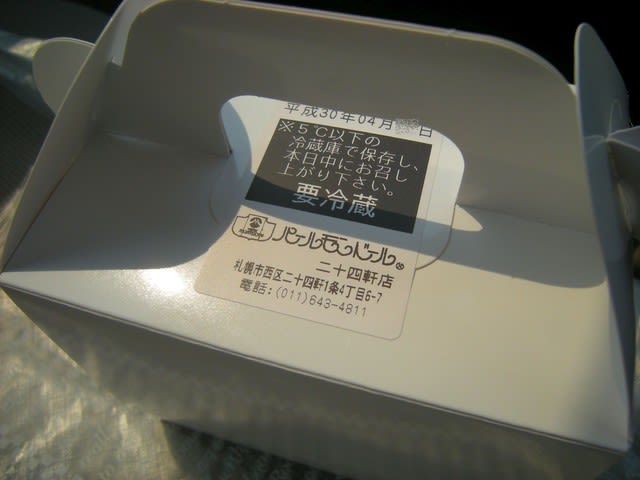 平成30年04月 日
※5℃以下の
冷蔵庫で保存し、
本日中にお召し
上がり下さい。
要冷蔵
パールモンドール®
二十四軒店
札幌市西区二十四軒1条4丁目6-7
電話:(011)643-4811